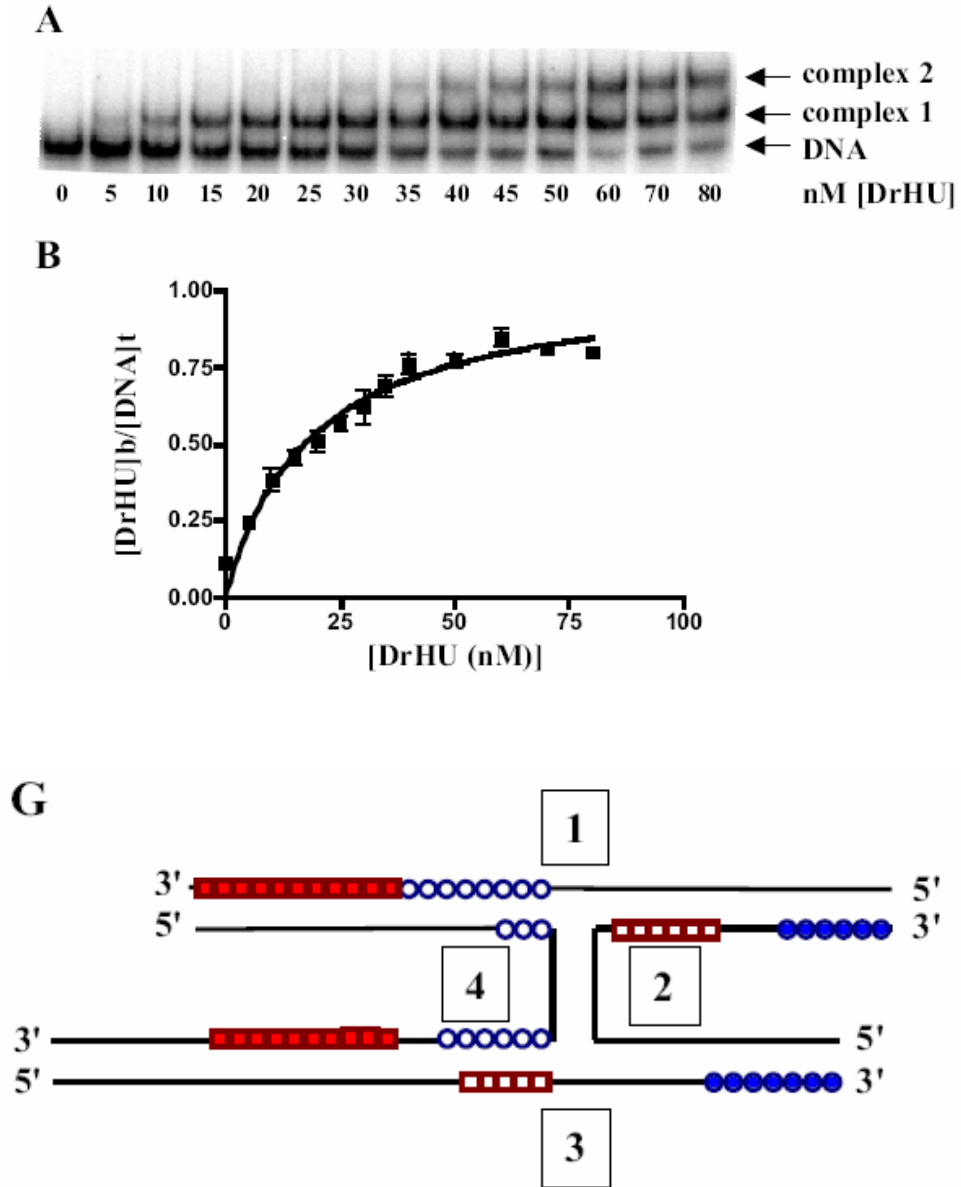 A
complex 2
complex 1
DNA
0 5 10 15 20 25 30 35 40 45 50 60 70 80 nM [DrHU]
B
1.00
0.75
0.50
0.25
0.00
[DrHU]b/[DNA]t
0 25 50 75 100
[DrHU (nM)]
G
1
3' 5'
5' 3'
4 2
3' 5'
5' 3'
3